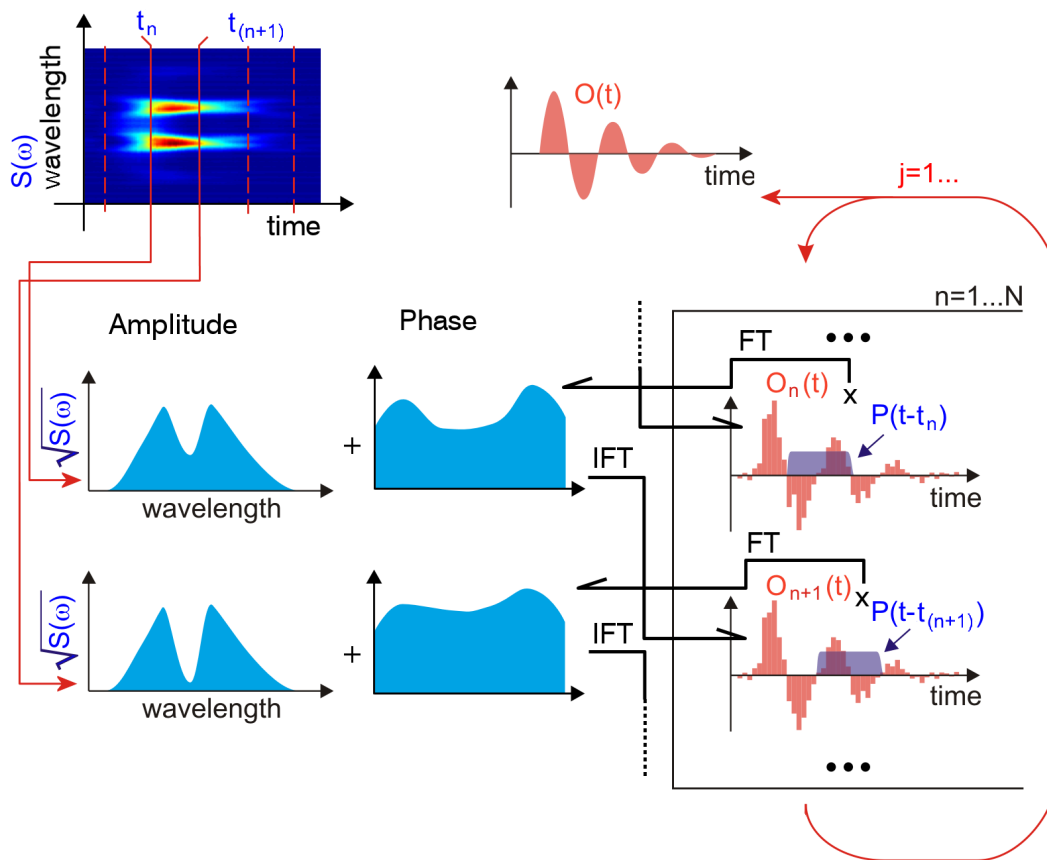 t_n t_(n+1)
S(ω)
wavelength
time
O(t)
time
j=1...
n=1...N
Amplitude
Phase
FT
•••
O_n(t)
x
P(t-t_n)
√S(ω)
+
IFT
time
wavelength
FT
O_{n+1}(t)
x
P(t-t_(n+1))
√S(ω)
+
IFT
time
wavelength
•••